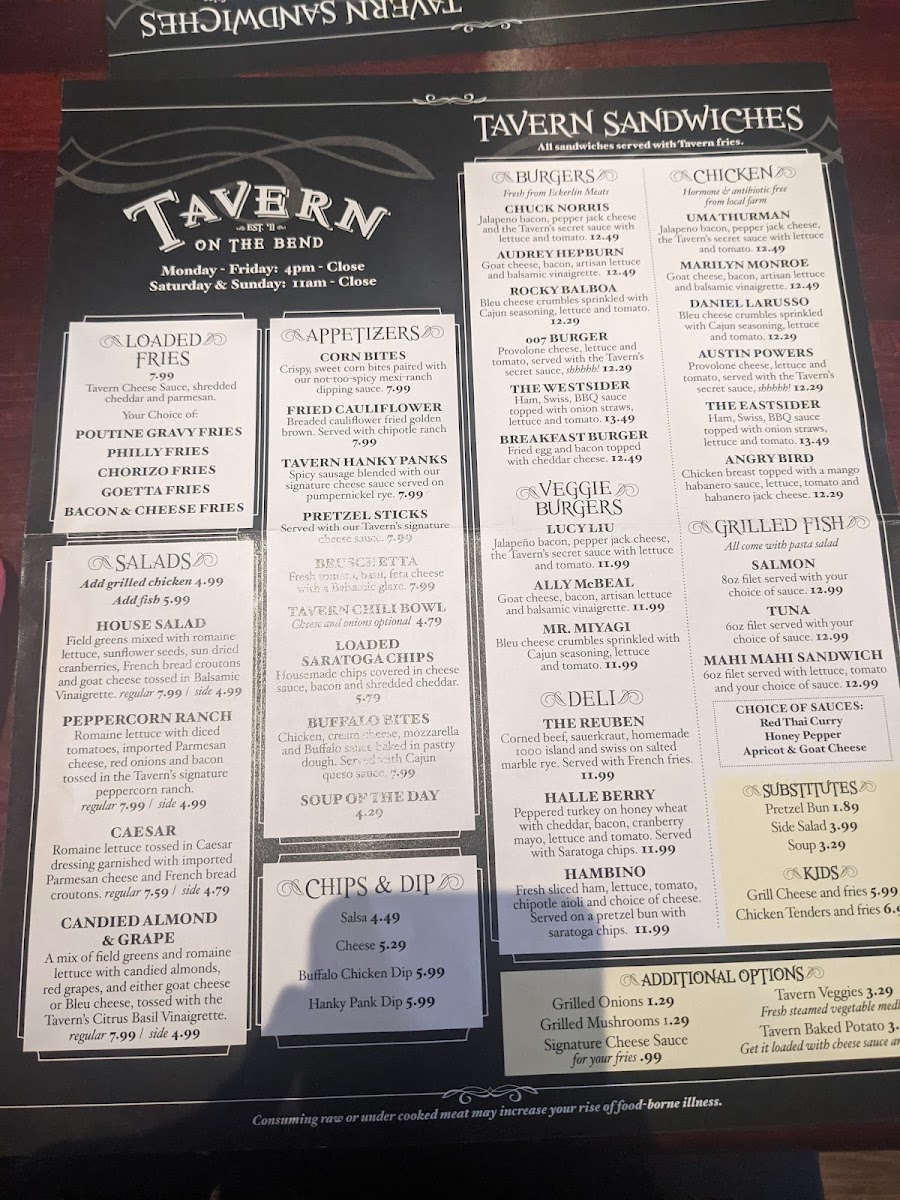 TAVERN SANDWICHES
TAVERN
EST. '11
ON THE BEND
Monday - Friday: 4pm - Close
Saturday & Sunday: 11am - Close
LOADED
FRIES
7.99
Tavern Cheese Sauce, shredded
cheddar and parmesan.
Your Choice of:
POUTINE GRAVY FRIES
PHILLY FRIES
CHORIZO FRIES
GOETTA FRIES
BACON & CHEESE FRIES
SALADS
Add grilled chicken 4.99
Add fish 5.99
HOUSE SALAD
Field greens mixed with romaine
lettuce, sunflower seeds, sun dried
cranberries, French bread croutons
and goat cheese tossed in Balsamic
Vinaigrette. regular 7.99 / side 4.99
PEPPERCORN RANCH
Romaine lettuce with diced
tomatoes, imported Parmesan
cheese, red onions and bacon
tossed in the Tavern's signature
peppercorn ranch.
regular 7.99 / side 4.99
CAESAR
Romaine lettuce tossed in Caesar
dressing garnished with imported
Parmesan cheese and French bread
croutons. regular 7.59 / side 4.79
CANDIED ALMOND
& GRAPE
A mix of field greens and romaine
lettuce with candied almonds,
red grapes, and either goat cheese
or Bleu cheese, tossed with the
Tavern's Citrus Basil Vinaigrette.
regular 7.99 / side 4.99
APPETIZERS
CORN BITES
Crispy, sweet corn bites paired with
our not-too-spicy mexi-ranch
dipping sauce. 7.99
FRIED CAULIFLOWER
Breaded cauliflower fried golden
brown. Served with chipotle ranch
7.99
TAVERN HANKY PANKS
Spicy sausage blended with our
signature cheese sauce served on
pumpernickel rye. 7.99
PRETZEL STICKS
Served with our Tavern's signature
cheese sauce. 7.99
BRUSCHETTA
Fresh tomato, basil, feta cheese
with a Balsamic glaze. 7.99
TAVERN CHILI BOWL
Cheese and onions optional 4.79
LOADED
SARATOGA CHIPS
Housemade chips covered in cheese
sauce, bacon and shredded cheddar.
5.79
BUFFALO BITES
Chicken, cream cheese, mozzarella
and Buffalo sauce baked in pastry
dough. Served with Cajun
queso sauce. 7.99
SOUP OF THE DAY
4.29
CHIPS & DIP
Salsa 4.49
Cheese 5.29
Buffalo Chicken Dip 5.99
Hanky Pank Dip 5.99
TAVERN SANDWICHES
All sandwiches served with Tavern fries.
BURGERS
Fresh from Eckerlin Meats
CHUCK NORRIS
Jalapeno bacon, pepper jack cheese
and the Tavern's secret sauce with
lettuce and tomato. 12.49
AUDREY HEPBURN
Goat cheese, bacon, artisan lettuce
and balsamic vinaigrette. 12.49
ROCKY BALBOA
Bleu cheese crumbles sprinkled with
Cajun seasoning, lettuce and tomato.
12.29
007 BURGER
Provolone cheese, lettuce and
tomato, served with the Tavern's
secret sauce, shhhhh! 12.29
THE WESTSIDER
Ham, Swiss, BBQ sauce
topped with onion straws,
lettuce and tomato. 13.49
BREAKFAST BURGER
Fried egg and bacon topped
with cheddar cheese. 12.49
VEGGIE
BURGERS
LUCY LIU
Jalapeño bacon, pepper jack cheese,
the Tavern's secret sauce with lettuce
and tomato. 11.99
ALLY McBEAL
Goat cheese, bacon, artisan lettuce
and balsamic vinaigrette. 11.99
MR. MIYAGI
Bleu cheese crumbles sprinkled with
Cajun seasoning, lettuce
and tomato. 11.99
DELI
THE REUBEN
Corned beef, sauerkraut, homemade
1000 island and swiss on salted
marble rye. Served with French fries.
11.99
HALLE BERRY
Peppered turkey on honey wheat
with cheddar, bacon, cranberry
mayo, lettuce and tomato. Served
with Saratoga chips. 11.99
HAMBINO
Fresh sliced ham, lettuce, tomato,
chipotle aioli and choice of cheese.
Served on a pretzel bun with
saratoga chips. 11.99
CHICKEN
Hormone & antibiotic free
from local farm
UMA THURMAN
Jalapeno bacon, pepper jack cheese,
the Tavern's secret sauce with lettuce
and tomato. 12.49
MARILYN MONROE
Goat cheese, bacon, artisan lettuce
and balsamic vinaigrette. 12.49
DANIEL LARUSSO
Bleu cheese crumbles sprinkled
with Cajun seasoning, lettuce
and tomato. 12.29
AUSTIN POWERS
Provolone cheese, lettuce and
tomato, served with the Tavern's
secret sauce, shhhhh! 12.29
THE EASTSIDER
Ham, Swiss, BBQ sauce
topped with onion straws,
lettuce and tomato. 13.49
ANGRY BIRD
Chicken breast topped with a mango
habanero sauce, lettuce, tomato and
habanero jack cheese. 12.29
GRILLED FISH
All come with pasta salad
SALMON
8oz filet served with your
choice of sauce. 12.99
TUNA
6oz filet served with your
choice of sauce. 12.99
MAHI MAHI SANDWICH
6oz filet served with lettuce, tomato
and your choice of sauce. 12.99
CHOICE OF SAUCES:
Red Thai Curry
Honey Pepper
Apricot & Goat Cheese
SUBSTITUTES
Pretzel Bun 1.89
Side Salad 3.99
Soup 3.29
KIDS
Grill Cheese and fries 5.99
Chicken Tenders and fries 6.9
ADDITIONAL OPTIONS
Grilled Onions 1.29
Grilled Mushrooms 1.29
Signature Cheese Sauce
for your fries .99
Tavern Veggies 3.29
Fresh steamed vegetable medl
Tavern Baked Potato 3.
Get it loaded with cheese sauce an
Consuming raw or under cooked meat may increase your rise of food-borne illness.